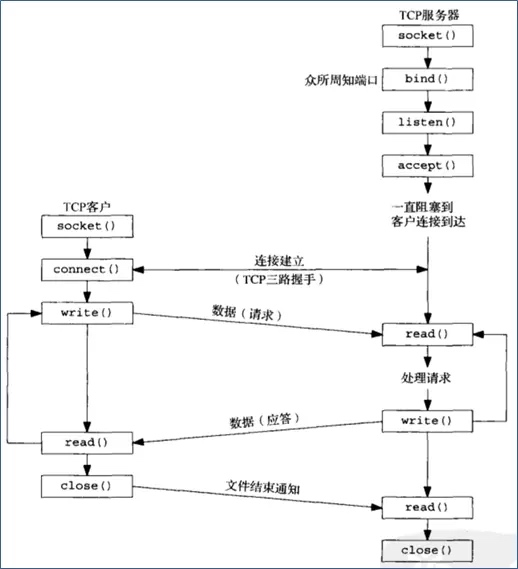 TCP服务器
socket()
众所周知端口
bind()
listen()
accept()
一直阻塞到
客户连接到达
TCP客户
socket()
connect()
连接建立
(TCP三路握手)
write()
数据(请求)
read()
处理请求
write()
数据(应答)
read()
close()
文件结束通知
read()
close()